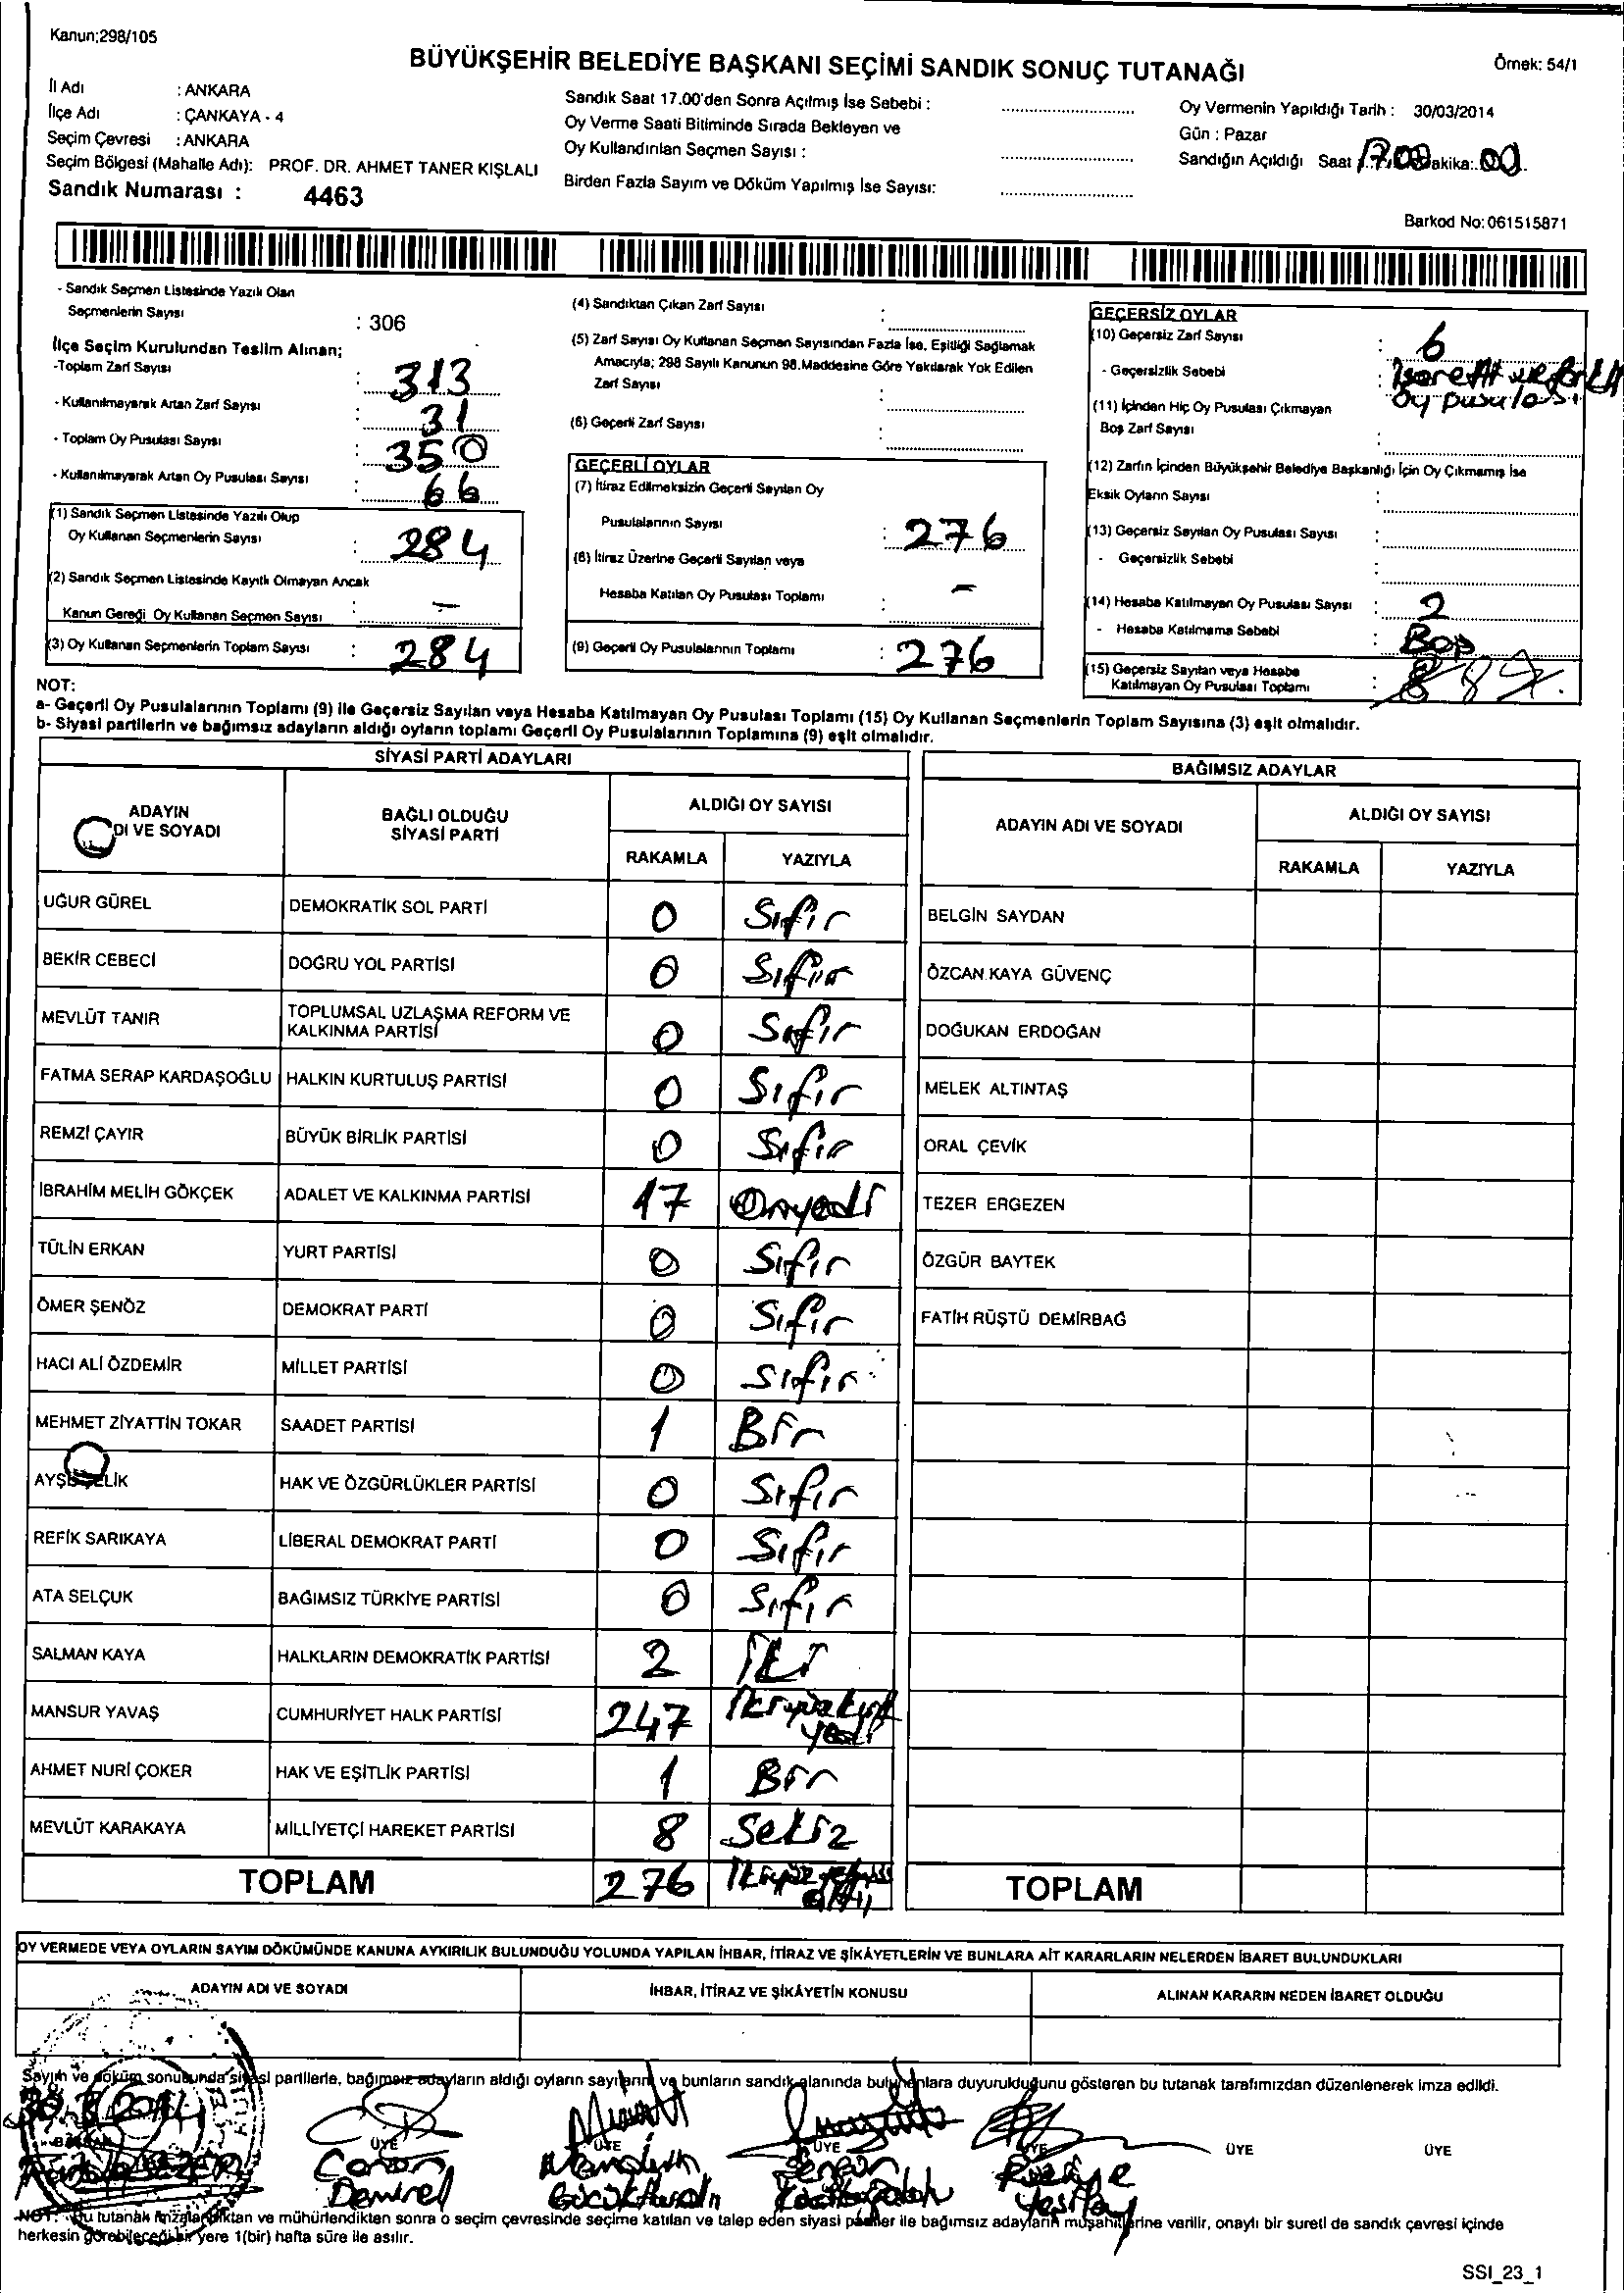 Kanun;298/105
BÜYÜKŞEHİR BELEDİYE BAŞKANI SEÇİMİ SANDIK SONUÇ TUTANAĞI
Örnek: 54/1
İl Adı : ANKARA
İlçe Adı : ÇANKAYA - 4
Seçim Çevresi : ANKARA
Seçim Bölgesi (Mahalle Adı): PROF. DR. AHMET TANER KIŞLALI
Sandık Numarası : 4463
Sandık Saat 17.00'den Sonra Açılmış İse Sebebi :
Oy Verme Saati Bitiminde Sırada Bekleyen ve
Oy Kullandırılan Seçmen Sayısı :
Birden Fazla Sayım ve Döküm Yapılmış İse Sayısı:
Oy Vermenin Yapıldığı Tarih : 30/03/2014
Gün : Pazar
Sandığın Açıldığı Saat : 17.00 Dakika: 00
Barkod No:061515871
- Sandık Seçmen Listesinde Yazılı Olan
Seçmenlerin Sayısı : 306
İlçe Seçim Kurulundan Teslim Alınan;
-Toplam Zarf Sayısı : 313
- Kullanılmayarak Artan Zarf Sayısı : 31
- Toplam Oy Pusulası Sayısı : 350
- Kullanılmayarak Artan Oy Pusulası Sayısı : 66
(1) Sandık Seçmen Listesinde Yazılı Olup
Oy Kullanan Seçmenlerin Sayısı : 284
(2) Sandık Seçmen Listesinde Kayıtlı Olmayan Ancak
Kanun Gereği Oy Kullanan Seçmen Sayısı : -
(3) Oy Kullanan Seçmenlerin Toplam Sayısı : 284
(4) Sandıktan Çıkan Zarf Sayısı :
(5) Zarf Sayısı Oy Kullanan Seçmen Sayısından Fazla İse, Eşitliği Sağlamak
Amacıyla; 298 Sayılı Kanunun 98.Maddesine Göre Yakılarak Yok Edilen
Zarf Sayısı :
(6) Geçerli Zarf Sayısı :
GEÇERLİ OYLAR
(7) İtiraz Edilmeksizin Geçerli Sayılan Oy
Pusulalarının Sayısı : 276
(8) İtiraz Üzerine Geçerli Sayılan veya
Hesaba Katılan Oy Pusulası Toplamı : -
(9) Geçerli Oy Pusulalarının Toplamı : 276
GEÇERSİZ OYLAR
(10) Geçersiz Zarf Sayısı : 6
- Geçersizlik Sebebi :
oy pusulası
(11) İçinden Hiç Oy Pusulası Çıkmayan
Boş Zarf Sayısı :
(12) Zarfın İçinden Büyükşehir Belediye Başkanlığı İçin Oy Çıkmamış İse
Eksik Oyların Sayısı :
(13) Geçersiz Sayılan Oy Pusulası Sayısı :
- Geçersizlik Sebebi :
(14) Hesaba Katılmayan Oy Pusulası Sayısı : 2
- Hesaba Katılmama Sebebi : Boş
(15) Geçersiz Sayılan veya Hesaba
Katılmayan Oy Pusulası Toplamı : 8
NOT:
a- Geçerli Oy Pusulalarının Toplamı (9) ile Geçersiz Sayılan veya Hesaba Katılmayan Oy Pusulası Toplamı (15) Oy Kullanan Seçmenlerin Toplam Sayısına (3) eşit olmalıdır.
b- Siyasi partilerin ve bağımsız adayların aldığı oyların toplamı Geçerli Oy Pusulalarının Toplamına (9) eşit olmalıdır.
SİYASİ PARTİ ADAYLARI
ADAYIN DI VE SOYADI
BAĞLI OLDUĞU SİYASİ PARTİ
ALDIĞI OY SAYISI
RAKAMLA YAZIYLA
UĞUR GÜREL DEMOKRATİK SOL PARTİ 0 Sıfır
BEKİR CEBECİ DOĞRU YOL PARTİSİ 0 Sıfır
MEVLÜT TANIR TOPLUMSAL UZLAŞMA REFORM VE KALKINMA PARTİSİ 0 Sıfır
FATMA SERAP KARDAŞOĞLU HALKIN KURTULUŞ PARTİSİ 0 Sıfır
REMZİ ÇAYIR BÜYÜK BİRLİK PARTİSİ 0 Sıfır
İBRAHİM MELİH GÖKÇEK ADALET VE KALKINMA PARTİSİ 17 Onyedi
TÜLİN ERKAN YURT PARTİSİ 0 Sıfır
ÖMER ŞENÖZ DEMOKRAT PARTİ 0 Sıfır
HACI ALİ ÖZDEMİR MİLLET PARTİSİ 0 Sıfır
MEHMET ZİYATTİN TOKAR SAADET PARTİSİ 1 Bir
AYŞE ÇELİK HAK VE ÖZGÜRLÜKLER PARTİSİ 0 Sıfır
REFİK SARIKAYA LİBERAL DEMOKRAT PARTİ 0 Sıfır
ATA SELÇUK BAĞIMSIZ TÜRKİYE PARTİSİ 0 Sıfır
SALMAN KAYA HALKLARIN DEMOKRATİK PARTİSİ 2 İki
MANSUR YAVAŞ CUMHURİYET HALK PARTİSİ 247 İkiyüzkırk yedi
AHMET NURİ ÇOKER HAK VE EŞİTLİK PARTİSİ 1 Bir
MEVLÜT KARAKAYA MİLLİYETÇİ HAREKET PARTİSİ 8 Sekiz
TOPLAM 276 İkiyüz yetmiş altı
BAĞIMSIZ ADAYLAR
ADAYIN ADI VE SOYADI
ALDIĞI OY SAYISI
RAKAMLA YAZIYLA
BELGİN SAYDAN
ÖZCAN KAYA GÜVENÇ
DOĞUKAN ERDOĞAN
MELEK ALTINTAŞ
ORAL ÇEVİK
TEZER ERGEZEN
ÖZGÜR BAYTEK
FATİH RÜŞTÜ DEMİRBAĞ
TOPLAM
OY VERMEDE VEYA OYLARIN SAYIM DÖKÜMÜNDE KANUNA AYKIRILIK BULUNDUĞU YOLUNDA YAPILAN İHBAR, İTİRAZ VE ŞİKÂYETLERİN VE BUNLARA AİT KARARLARIN NELERDEN İBARET BULUNDUKLARI
ADAYIN ADI VE SOYADI
İHBAR, İTİRAZ VE ŞİKÂYETİN KONUSU
ALINAN KARARIN NEDEN İBARET OLDUĞU
Sayım ve döküm sonucunda siyasi partilerle, bağımsız adayların aldığı oyların sayılarını ve bunların sandık alanında bulunanlara duyurulduğunu gösteren bu tutanak tarafımızdan düzenlenerek imza edildi.
30.3.2014
BAŞKAN ÜYE ÜYE ÜYE ÜYE ÜYE ÜYE
Canan
Demirel
NOT: Bu tutanak imzalandıktan ve mühürlendikten sonra o seçim çevresinde seçime katılan ve talep eden siyasi partiler ile bağımsız adayların müşahitlerine verilir, onaylı bir sureti de sandık çevresi içinde
herkesin görebileceği bir yere 1(bir) hafta süre ile asılır.
SSI_23_1